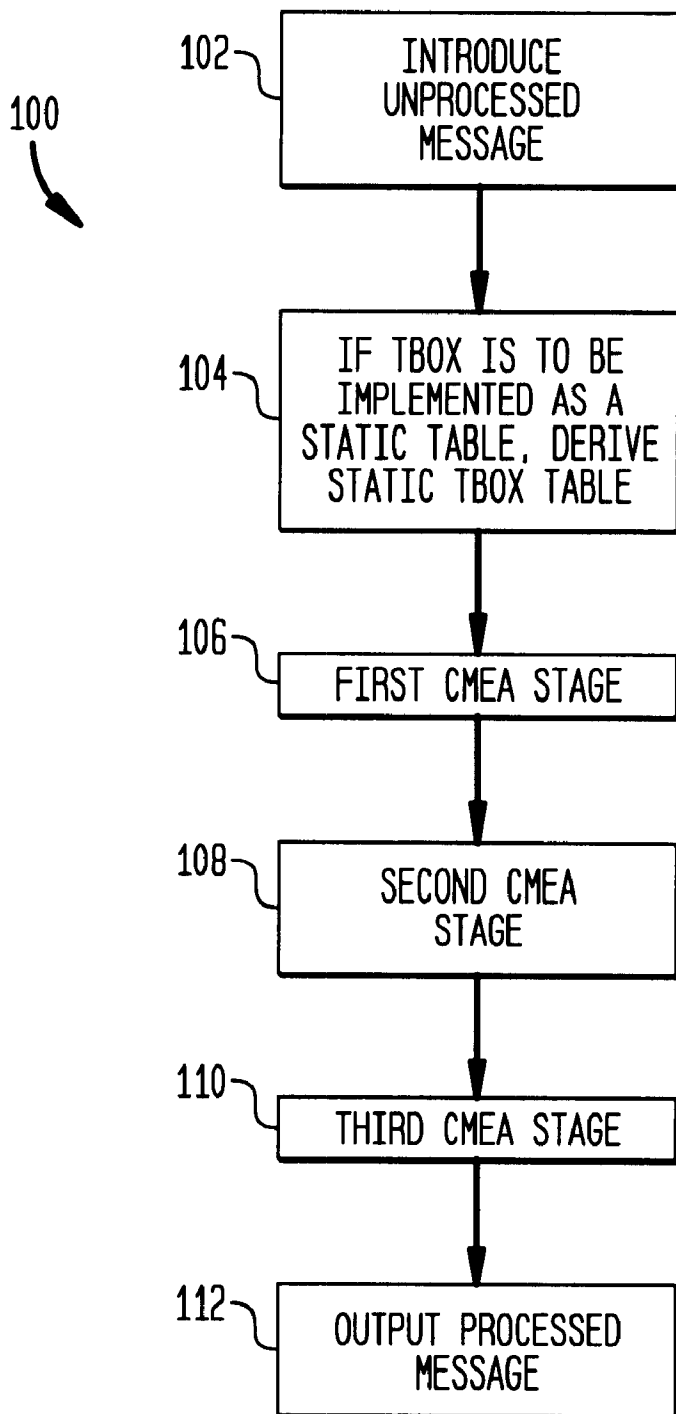 100
102
INTRODUCE
UNPROCESSED
MESSAGE
104
IF TBOX IS TO BE
IMPLEMENTED AS A
STATIC TABLE, DERIVE
STATIC TBOX TABLE
106
FIRST CMEA STAGE
108
SECOND CMEA
STAGE
110
THIRD CMEA STAGE
112
OUTPUT PROCESSED
MESSAGE